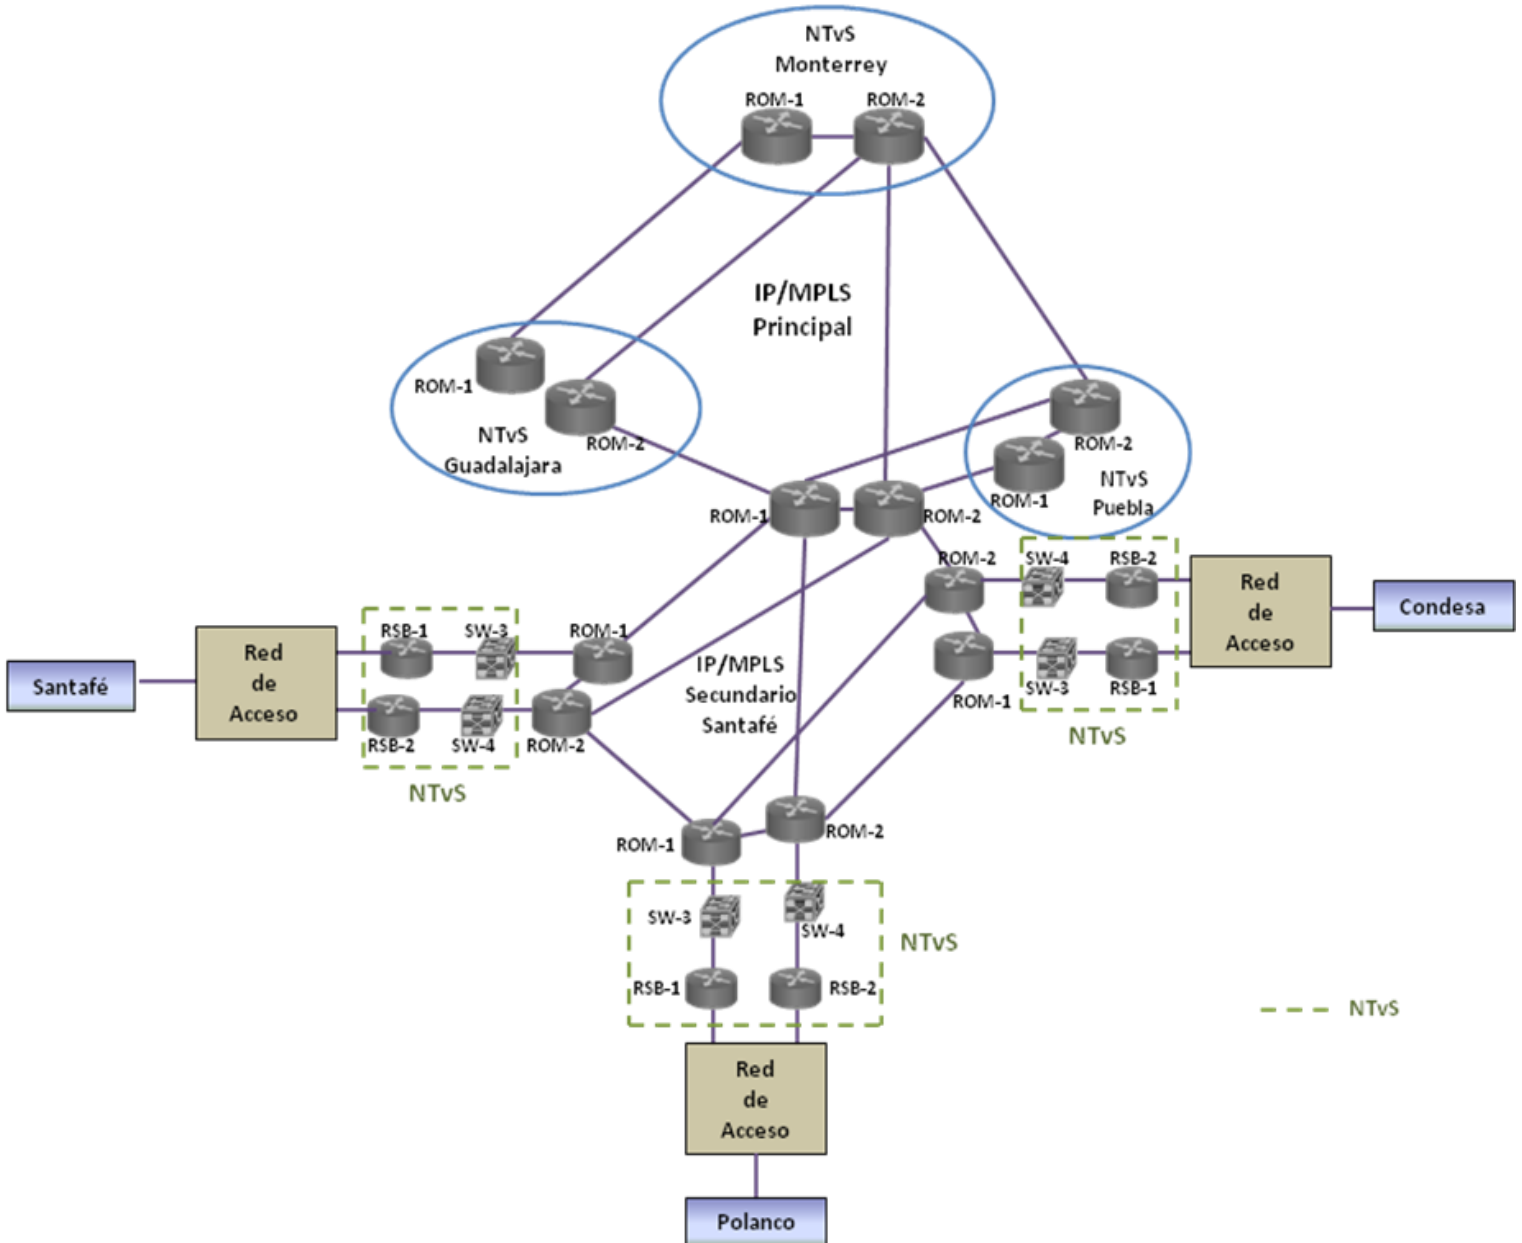 NTvS
Monterrey
ROM-1
ROM-2
IP/MPLS
Principal
ROM-1
ROM-2
NTvS
Guadalajara
ROM-2
ROM-1
NTvS
Puebla
ROM-1
ROM-2
ROM-2
SW-4
RSB-2
Red
de
Acceso
Condesa
ROM-1
SW-3
RSB-1
NTvS
Santafé
Red
de
Acceso
RSB-1
SW-3
ROM-1
RSB-2
SW-4
ROM-2
NTvS
IP/MPLS
Secundario
Santafé
ROM-1
ROM-2
SW-3
SW-4
NTvS
RSB-1
RSB-2
NTvS
Red
de
Acceso
Polanco